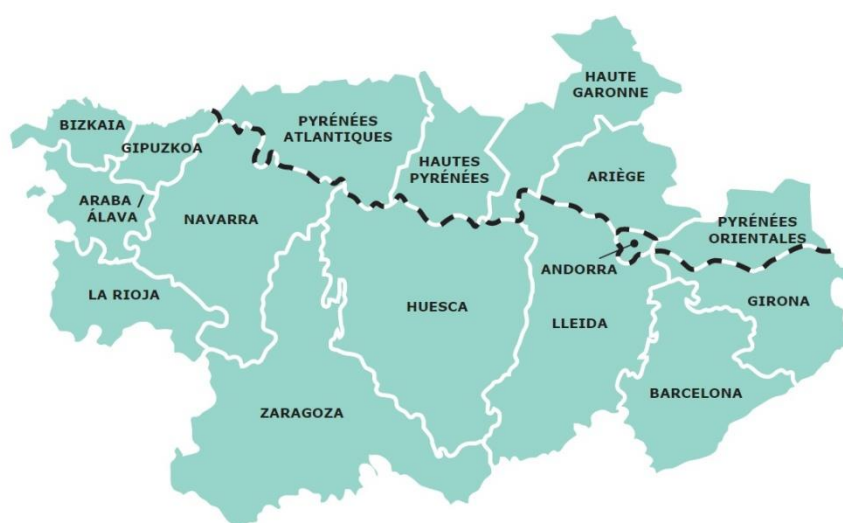 HAUTE
GARONNE
BIZKAIA
PYRÉNÉES
ATLANTIQUES
GIPUZKOA
HAUTES
PYRÉNÉES
ARIÈGE
ARABA /
ÁLAVA
NAVARRA
PYRÉNÉES
ORIENTALES
ANDORRA
LA RIOJA
HUESCA
GIRONA
LLEIDA
BARCELONA
ZARAGOZA